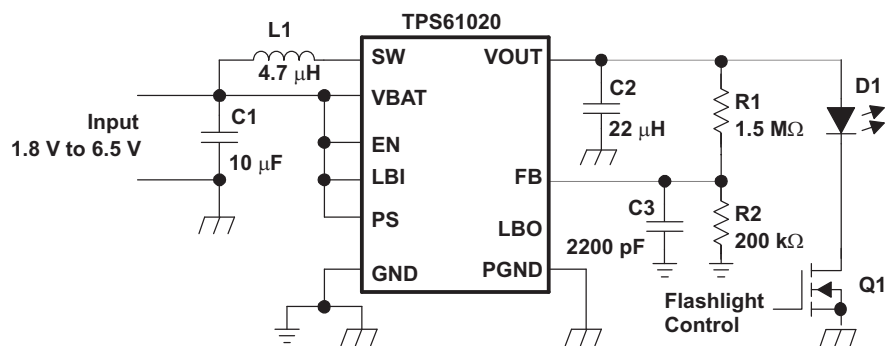 TPS61020
L1
4.7 μH
SW
VOUT
VBAT
C1
Input
1.8 V to 6.5 V
10 μF
EN
LBI
PS
GND
C2
22 μH
R1
1.5 MΩ
D1
FB
C3
2200 pF
LBO
R2
200 kΩ
PGND
Q1
Flashlight
Control